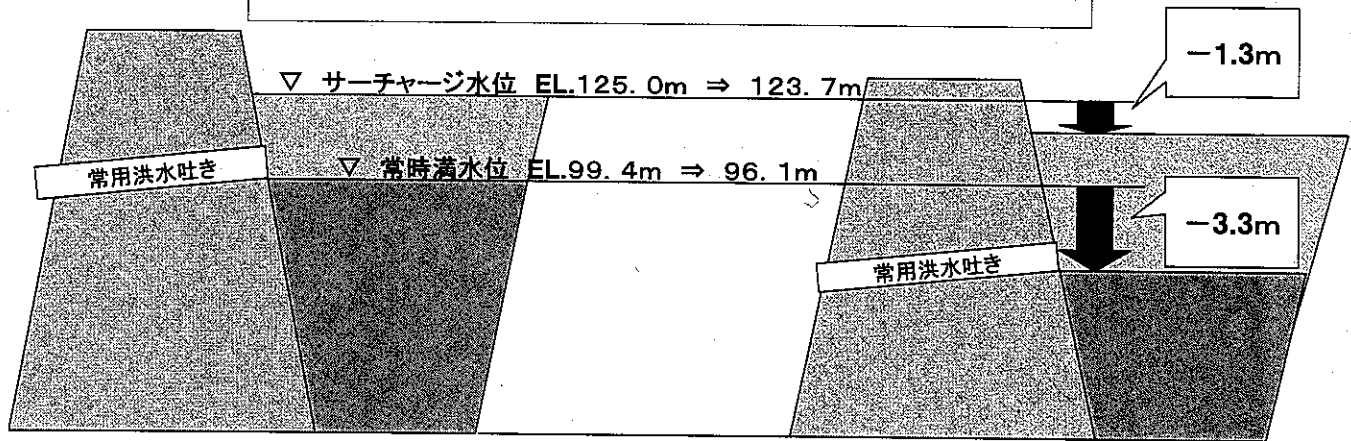 −1.3m
▽ サーチャージ水位 EL.125. 0m ⇒ 123. 7m
常用洪水吐き
▽ 常時満水位 EL.99. 4m ⇒ 96. 1m
−3.3m
常用洪水吐き